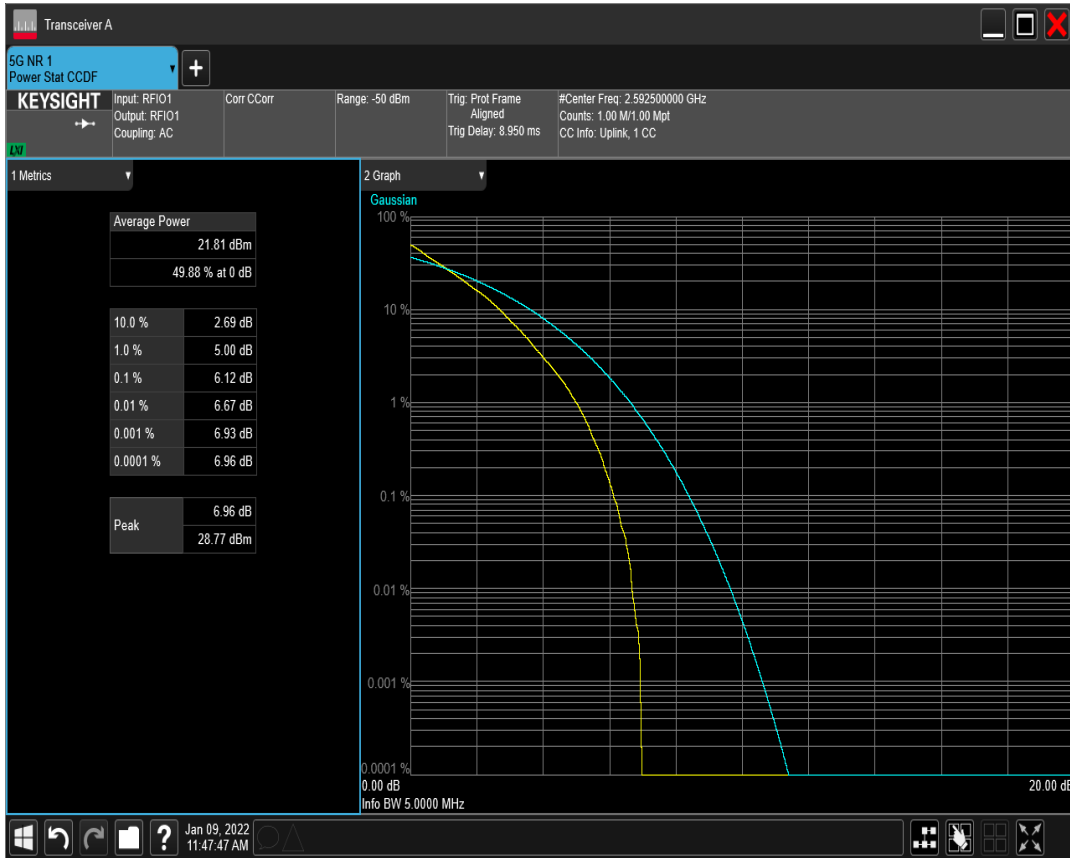 Transceiver A
5G NR 1
Power Stat CCDF
KEYSIGHT
LXI
Input: RFIO1
Output: RFIO1
Coupling: AC
Corr CCorr
Range: -50 dBm
Trig: Prot Frame
Aligned
Trig Delay: 8.950 ms
#Center Freq: 2.592500000 GHz
Counts: 1.00 M/1.00 Mpt
CC Info: Uplink, 1 CC
1 Metrics
Average Power
21.81 dBm
49.88 % at 0 dB
10.0 % 2.69 dB
1.0 % 5.00 dB
0.1 % 6.12 dB
0.01 % 6.67 dB
0.001 % 6.93 dB
0.0001 % 6.96 dB
Peak 6.96 dB
28.77 dBm
2 Graph
Gaussian
100 %
10 %
1 %
0.1 %
0.01 %
0.001 %
0.0001 %
0.00 dB 20.00 dB
Info BW 5.0000 MHz
? Jan 09, 2022
11:47:47 AM